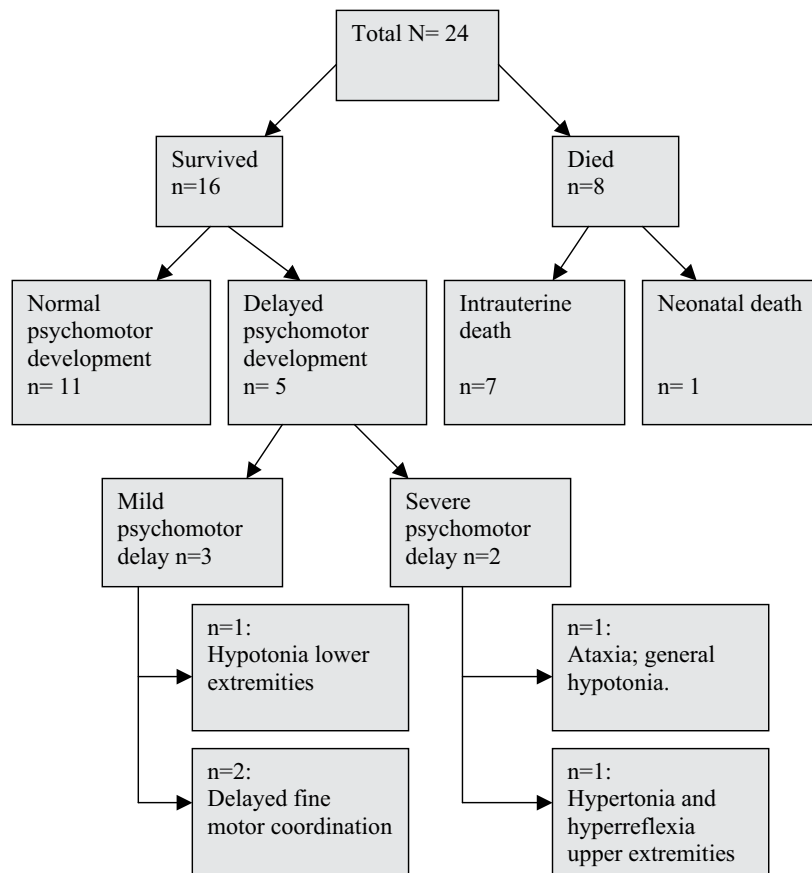 Total N= 24
Survived
n=16
Died
n=8
Normal
psychomotor
development
n= 11
Delayed
psychomotor
development
n= 5
Intrauterine
death
n=7
Neonatal death
n= 1
Mild
psychomotor
delay n=3
Severe
psychomotor
delay n=2
n=1:
Hypotonia lower
extremities
n=1:
Ataxia; general
hypotonia.
n=2:
Delayed fine
motor coordination
n=1:
Hypertonia and
hyperreflexia
upper extremities